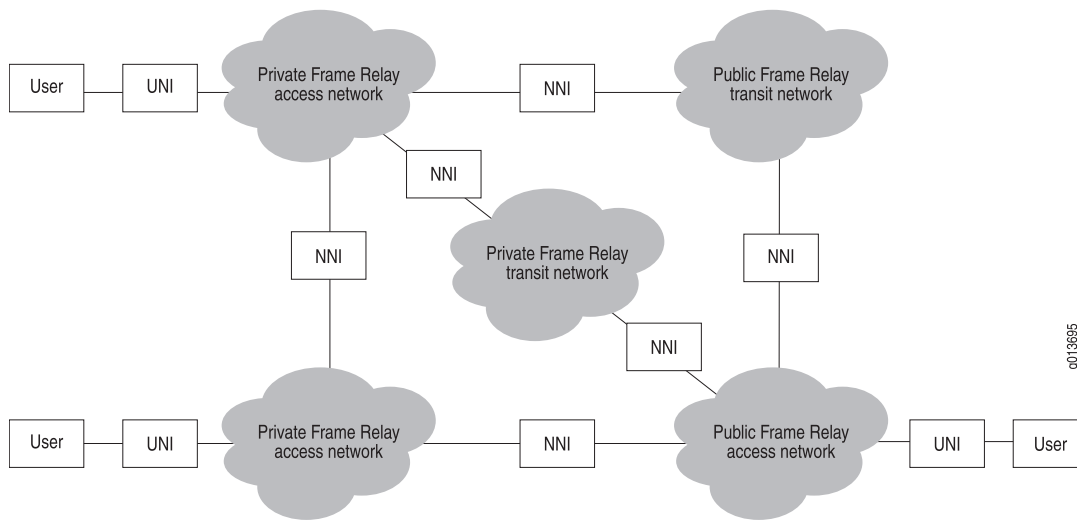 User
UNI
Private Frame Relay
access network
NNI
Public Frame Relay
transit network
NNI
NNI
Private Frame Relay
transit network
NNI
NNI
User
UNI
Private Frame Relay
access network
NNI
Public Frame Relay
access network
UNI
User
g013695